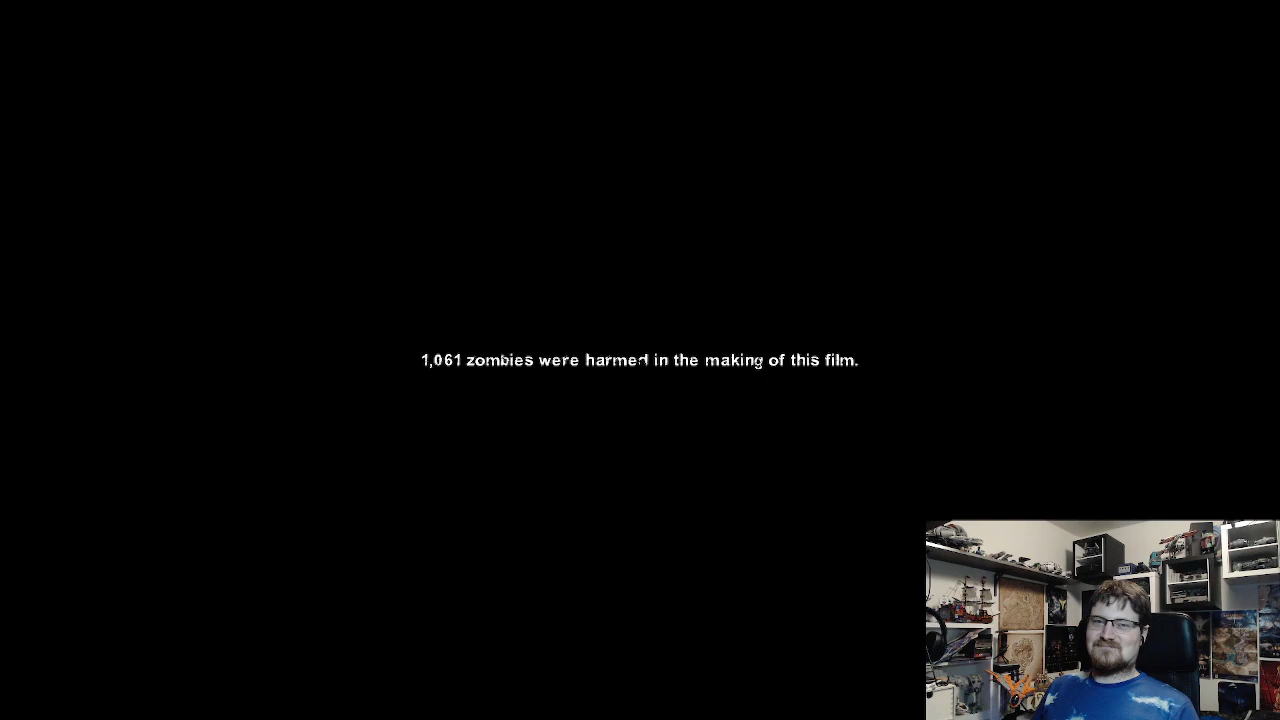 1,061 zombies were harmed in the making of this film.